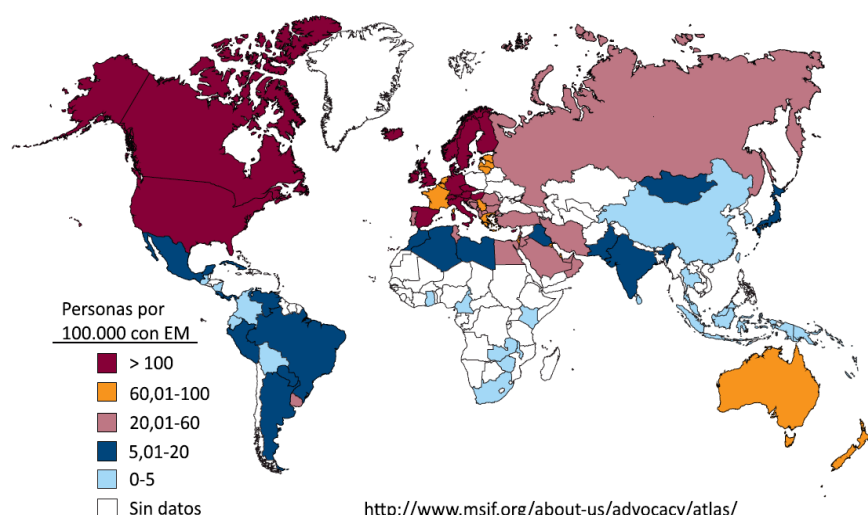 Personas por
100.000 con EM
> 100
60,01-100
20,01-60
5,01-20
0-5
Sin datos
http://www.msif.org/about-us/advocacy/atlas/